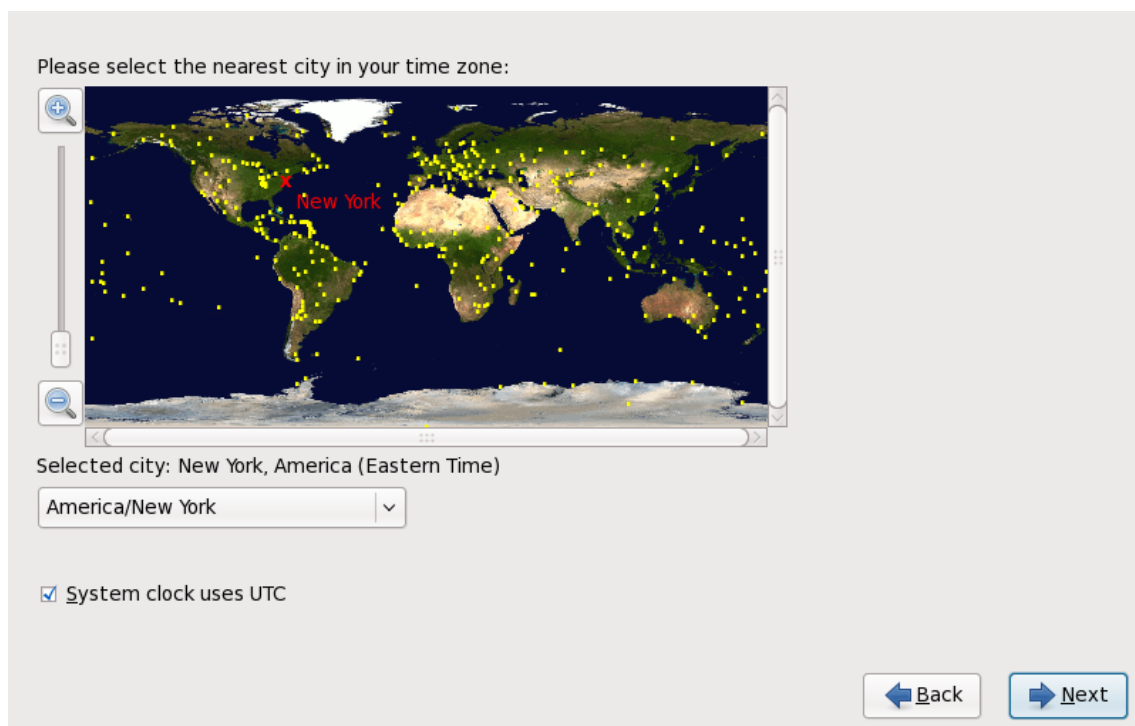 Please select the nearest city in your time zone:
x
New York
Selected city: New York, America (Eastern Time)
America/New York
System clock uses UTC
Back
Next